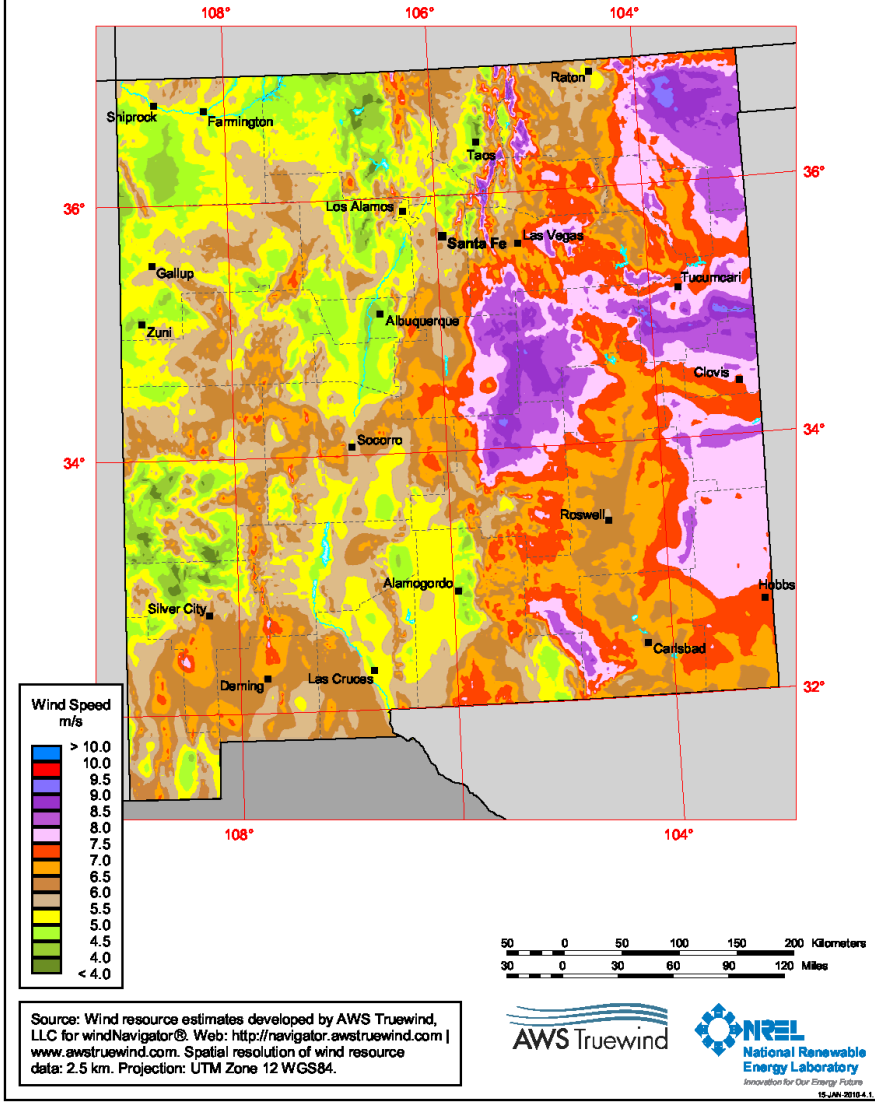 108° 106° 104°
Raton
Shiprock
Farmington
Taos
36°
36°
Los Alamos
Santa Fe
Las Vegas
Gallup
Tucumcari
Zuni
Albuquerque
Clovis
Socorro
34°
34°
Roswell
Alamogordo
Hobbs
Silver City
Carlsbad
Deming
Las Cruces
32°
Wind Speed
m/s
> 10.0
10.0
9.5
9.0
8.5
8.0
7.5
7.0
6.5
6.0
5.5
5.0
4.5
4.0
< 4.0
108° 104°
50 0 50 100 150 200 Kilometers
30 0 30 60 90 120 Miles
Source: Wind resource estimates developed by AWS Truewind,
LLC for windNavigator®. Web: http://navigator.awstruewind.com |
www.awstruewind.com. Spatial resolution of wind resource
data: 2.5 km. Projection: UTM Zone 12 WGS84.
AWS Truewind
NREL
National Renewable
Energy Laboratory
Innovation for Our Energy Future
15-JAN-2010-4.1.